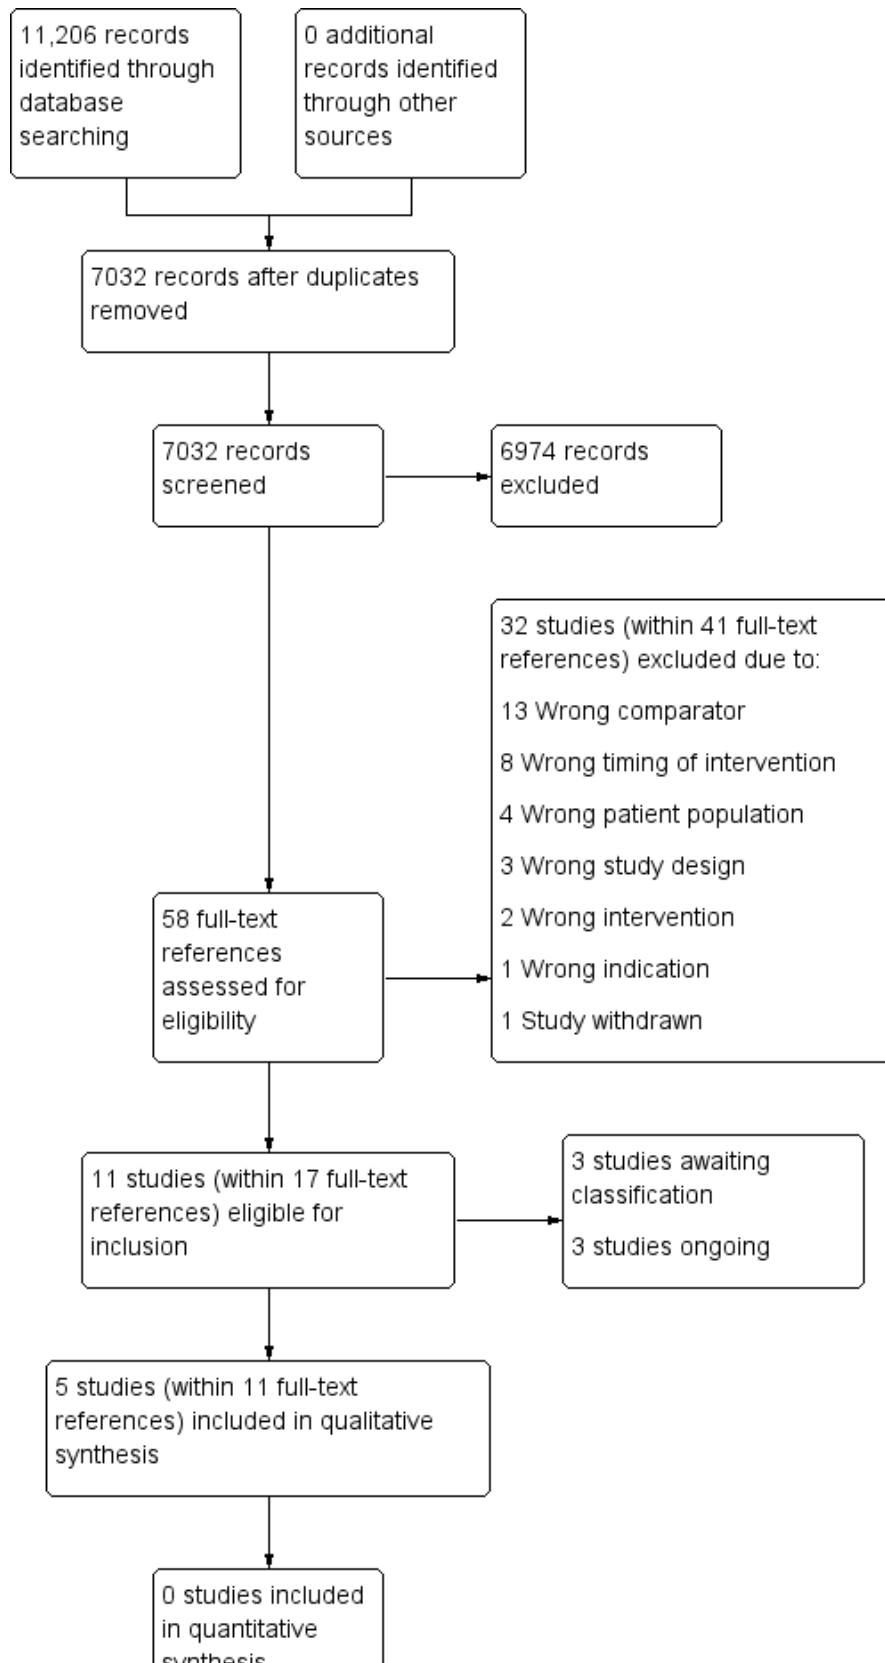 11,206 records
identified through
database
searching
0 additional
records identified
through other
sources
7032 records after duplicates
removed
7032 records
screened
6974 records
excluded
32 studies (within 41 full-text
references) excluded due to:
13 Wrong comparator
8 Wrong timing of intervention
4 Wrong patient population
3 Wrong study design
2 Wrong intervention
1 Wrong indication
1 Study withdrawn
58 full-text
references
assessed for
eligibility
11 studies (within 17 full-text
references) eligible for
inclusion
3 studies awaiting
classification
3 studies ongoing
5 studies (within 11 full-text
references) included in qualitative
synthesis
0 studies included
in quantitative
synthesis